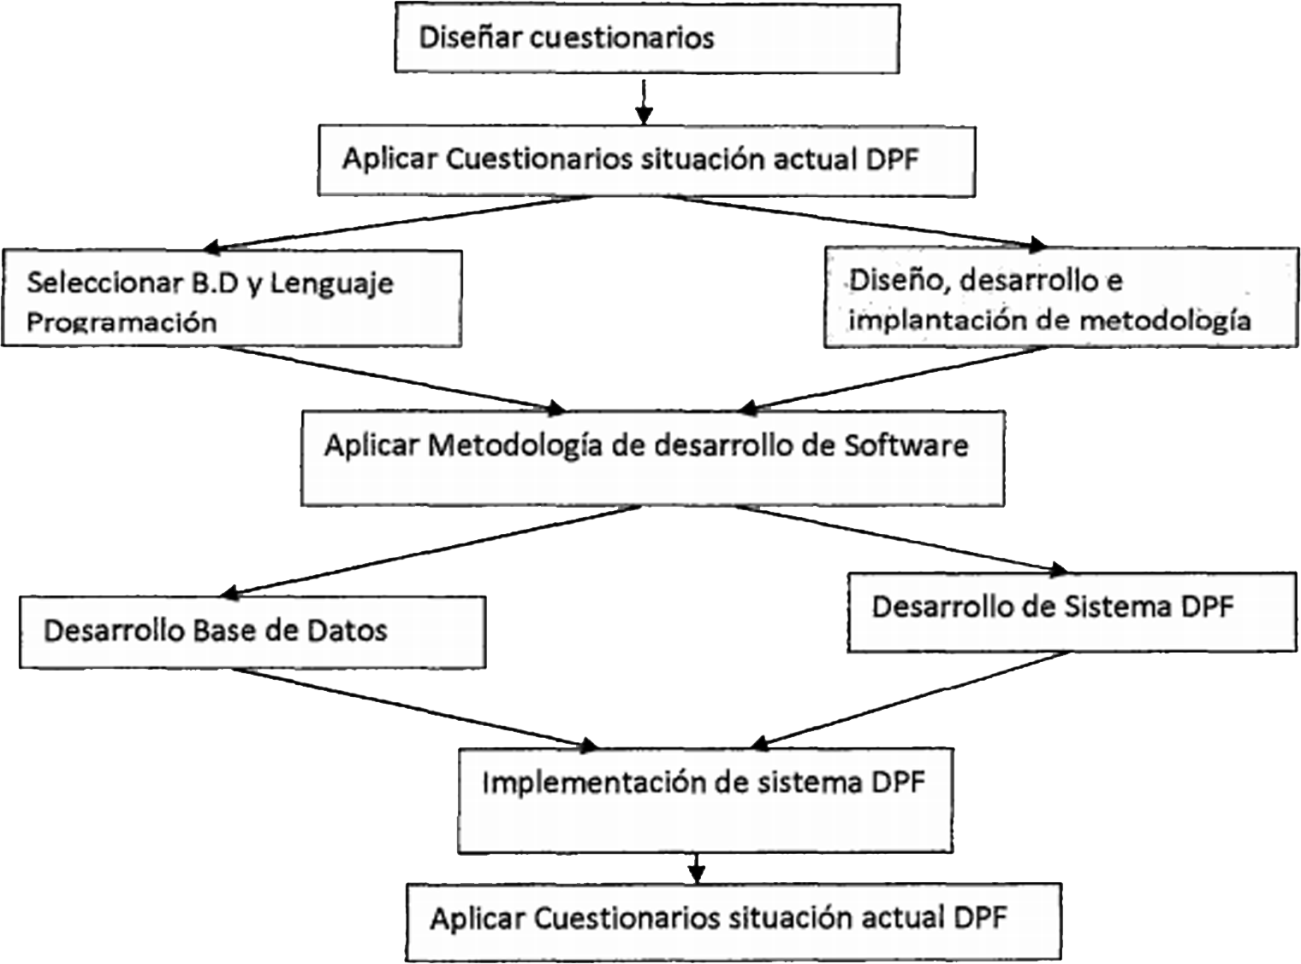 Diseñar cuestionarios
Aplicar Cuestionarios situación actual DPF
Seleccionar B.D y Lenguaje
Programación
Diseño, desarrollo e
implantación de metodología
Aplicar Metodología de desarrollo de Software
Desarrollo Base de Datos
Desarrollo de Sistema DPF
Implementación de sistema DPF
Aplicar Cuestionarios situación actual DPF